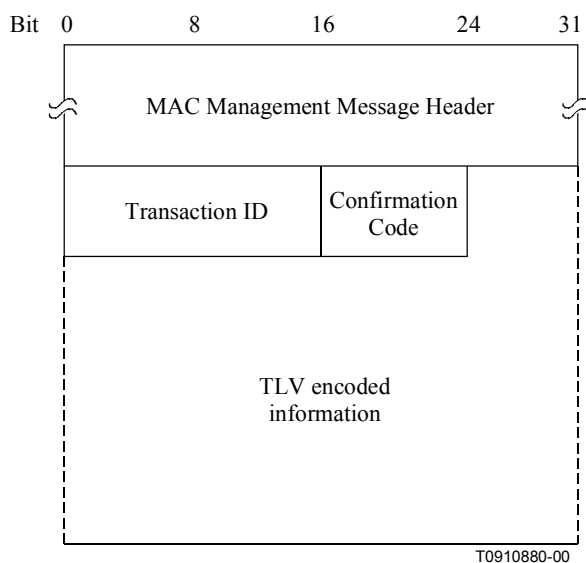 Bit 0 8 16 24 31
MAC Management Message Header
Transaction ID
Confirmation
Code
TLV encoded
information
T0910880-00